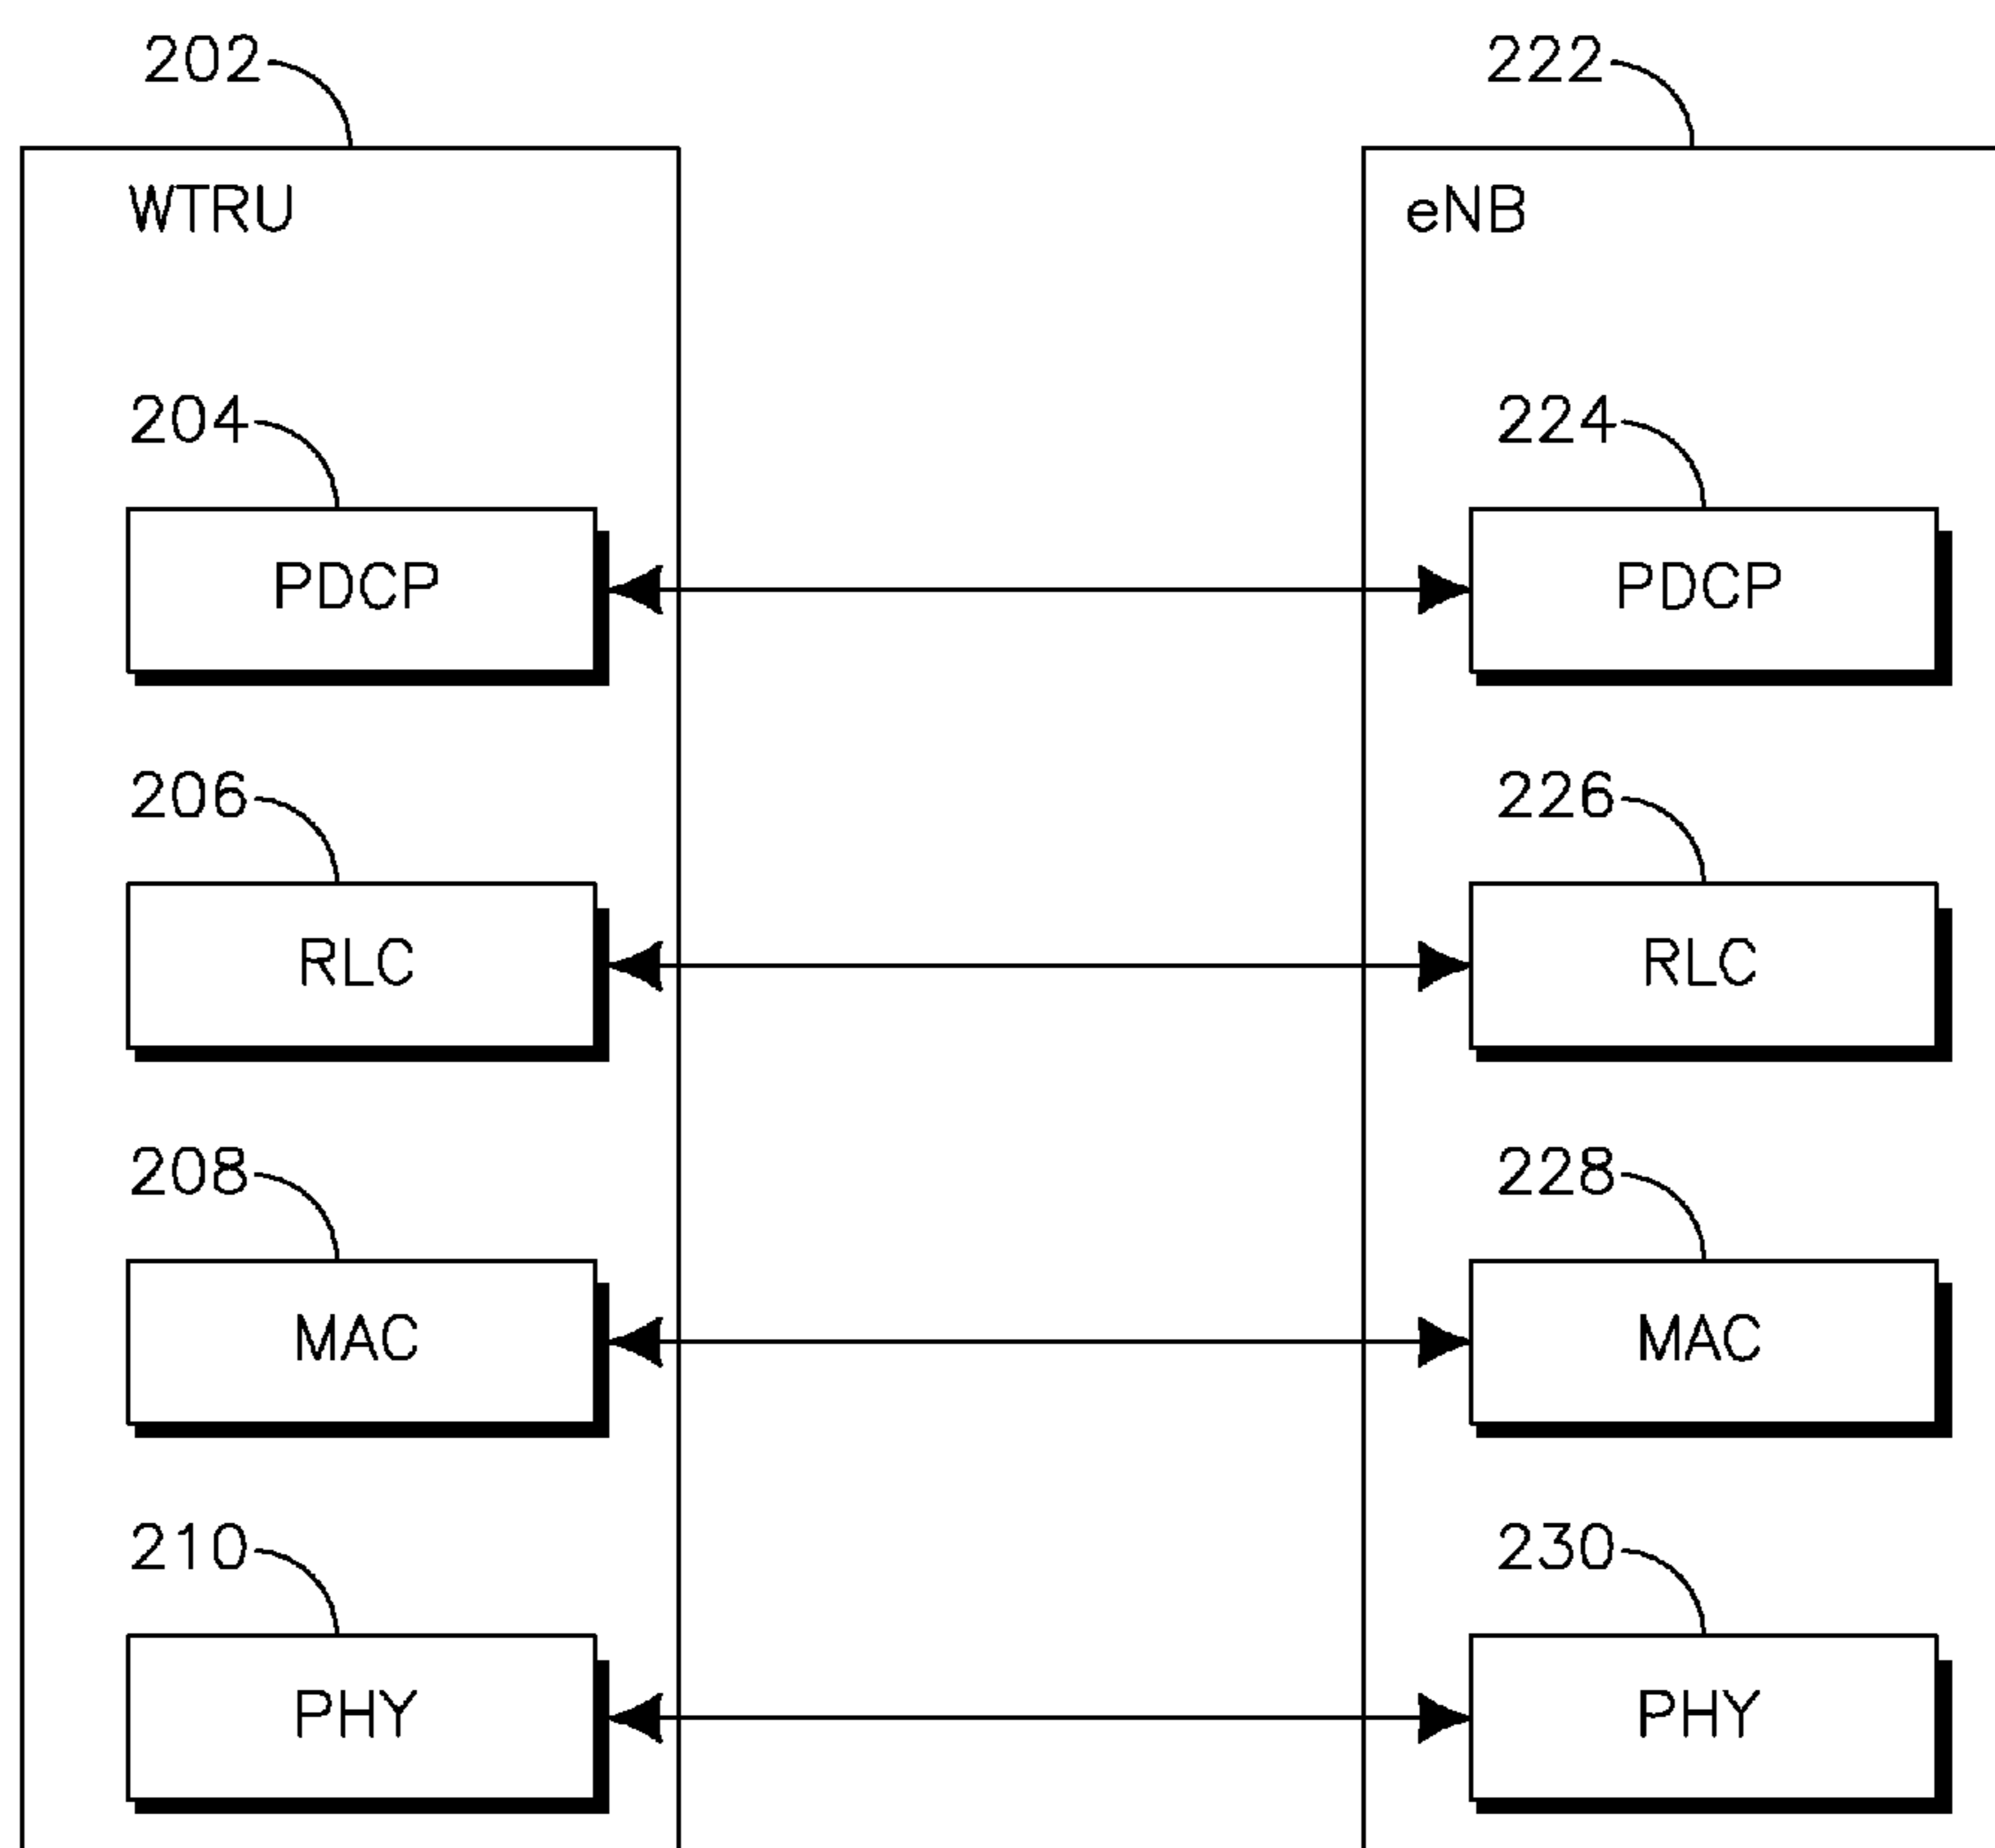 202 222
WTRU eNB
204 224
PDCP PDCP
206 226
RLC RLC
208 228
MAC MAC
210 230
PHY PHY